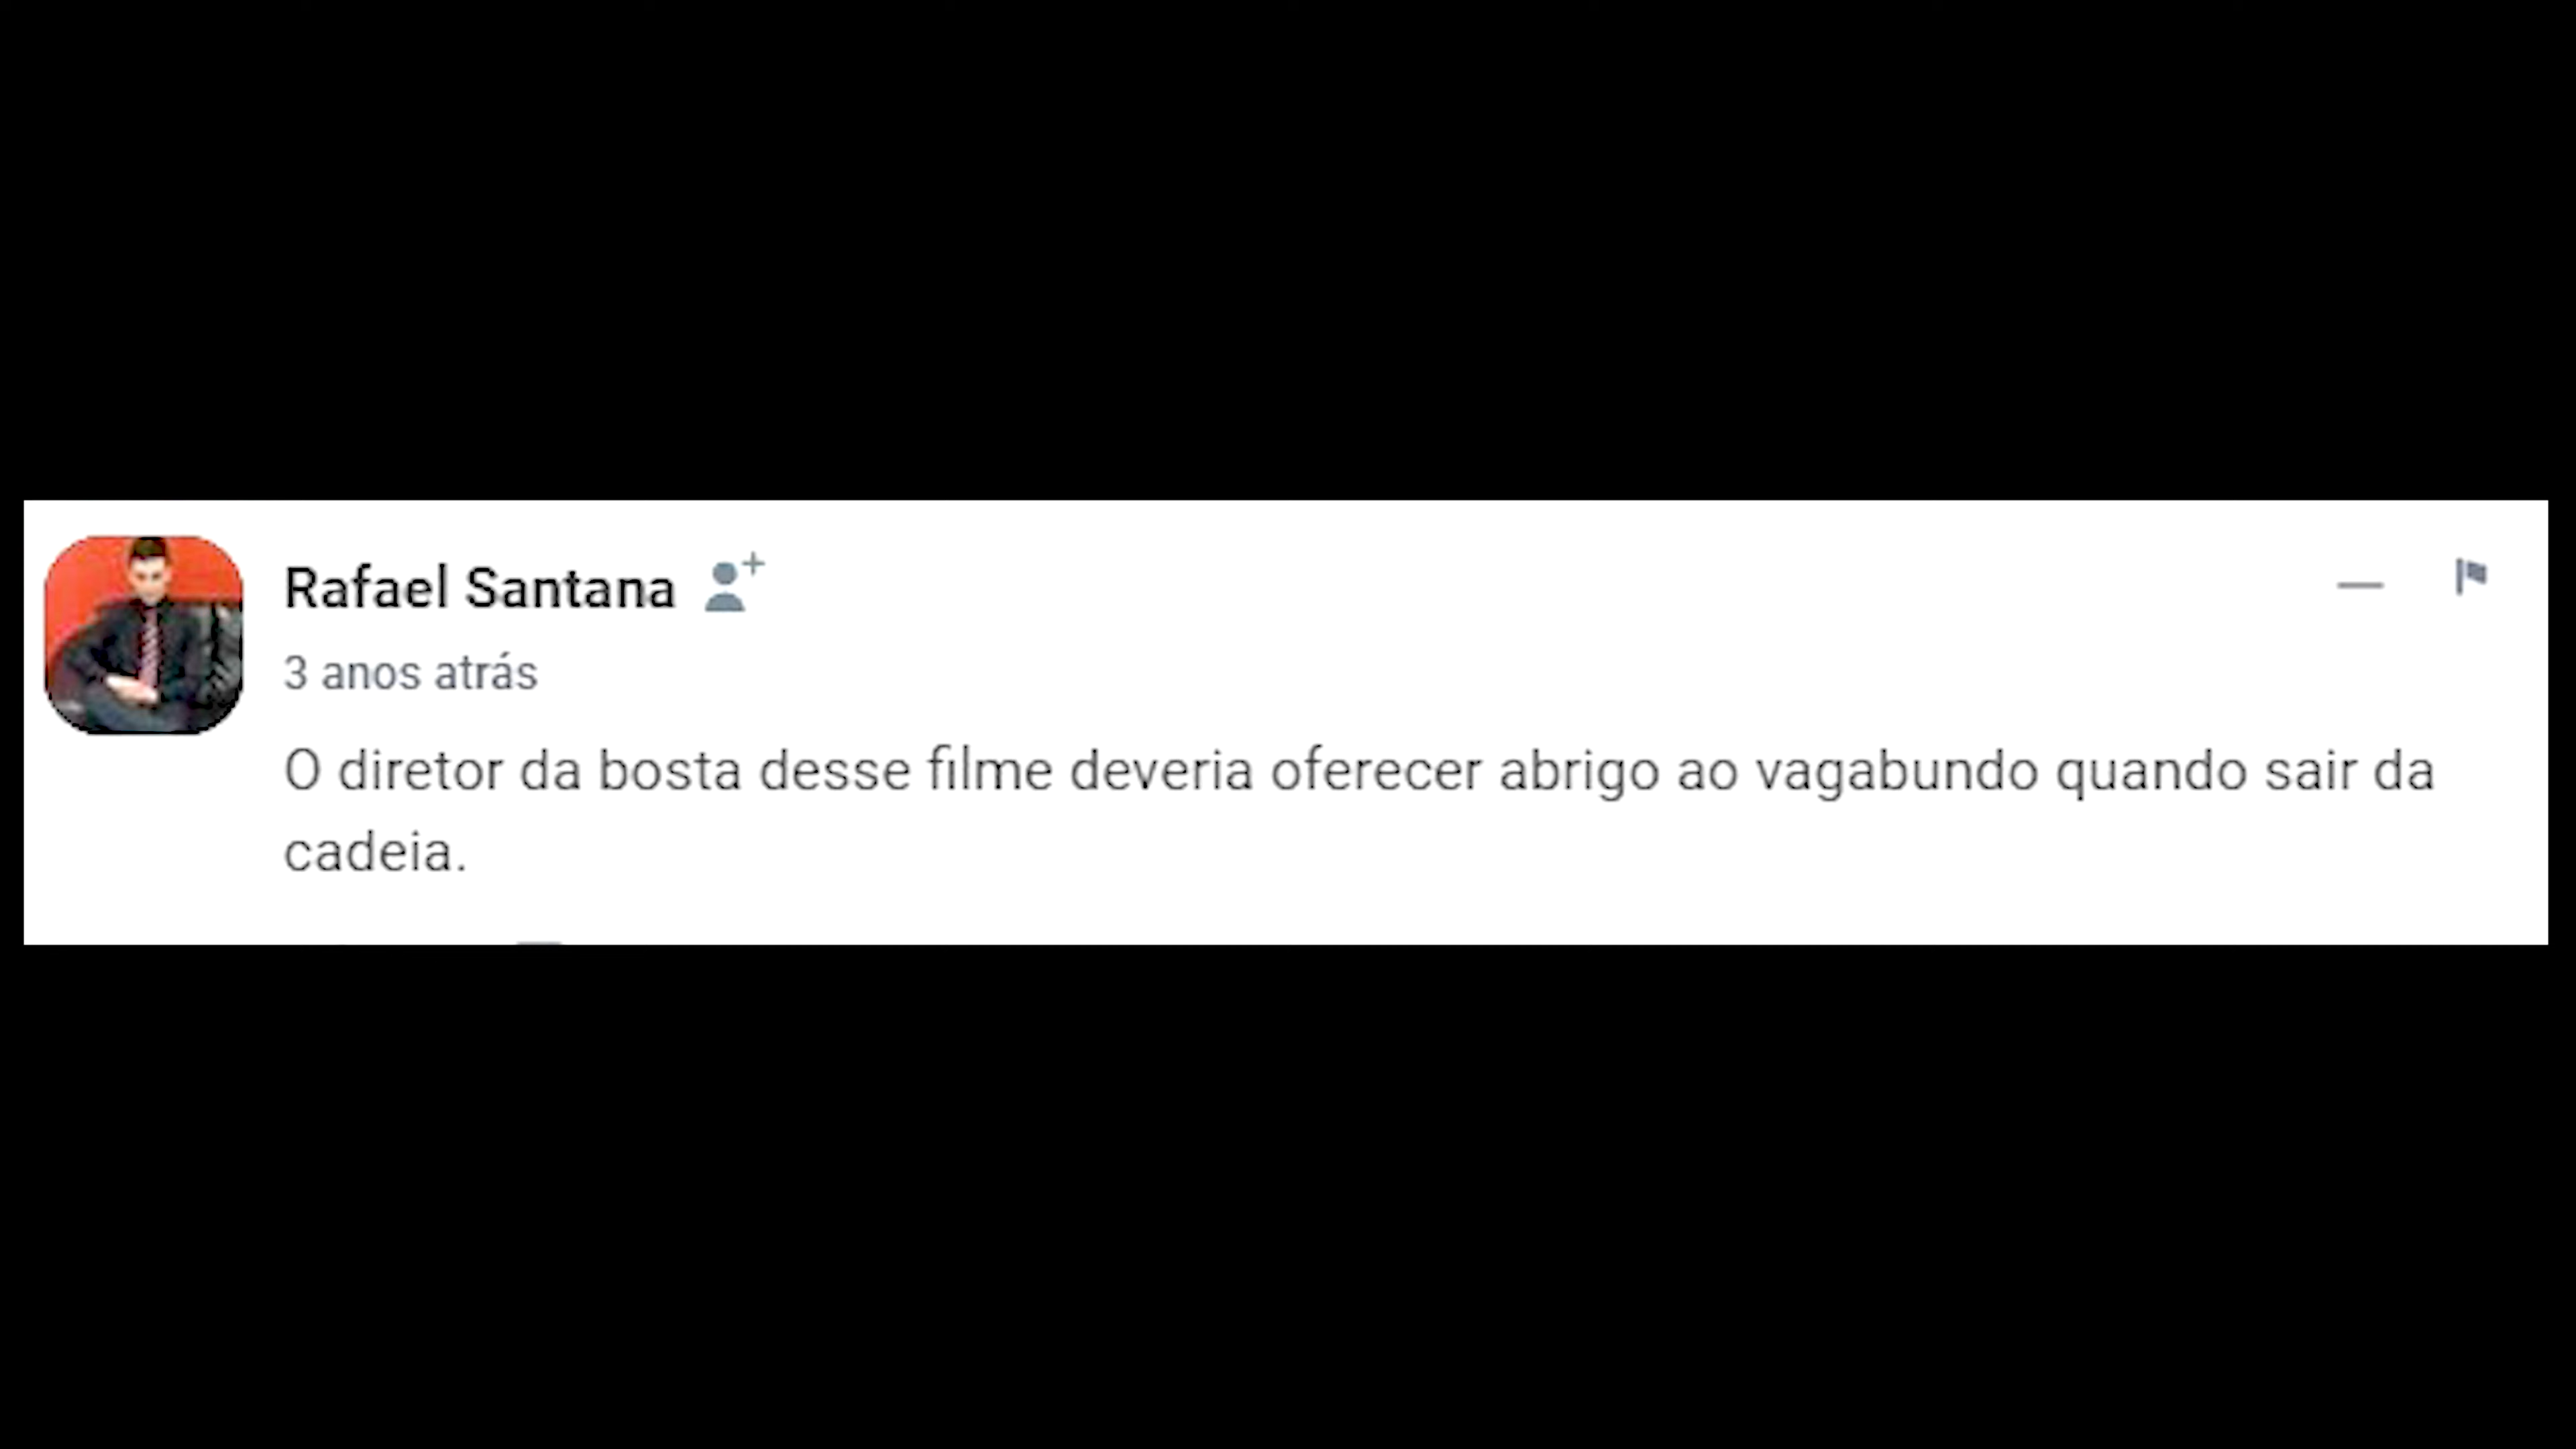 Rafael Santana
3 anos atrás
O diretor da bosta desse filme deveria oferecer abrigo ao vagabundo quando sair da
cadeia.